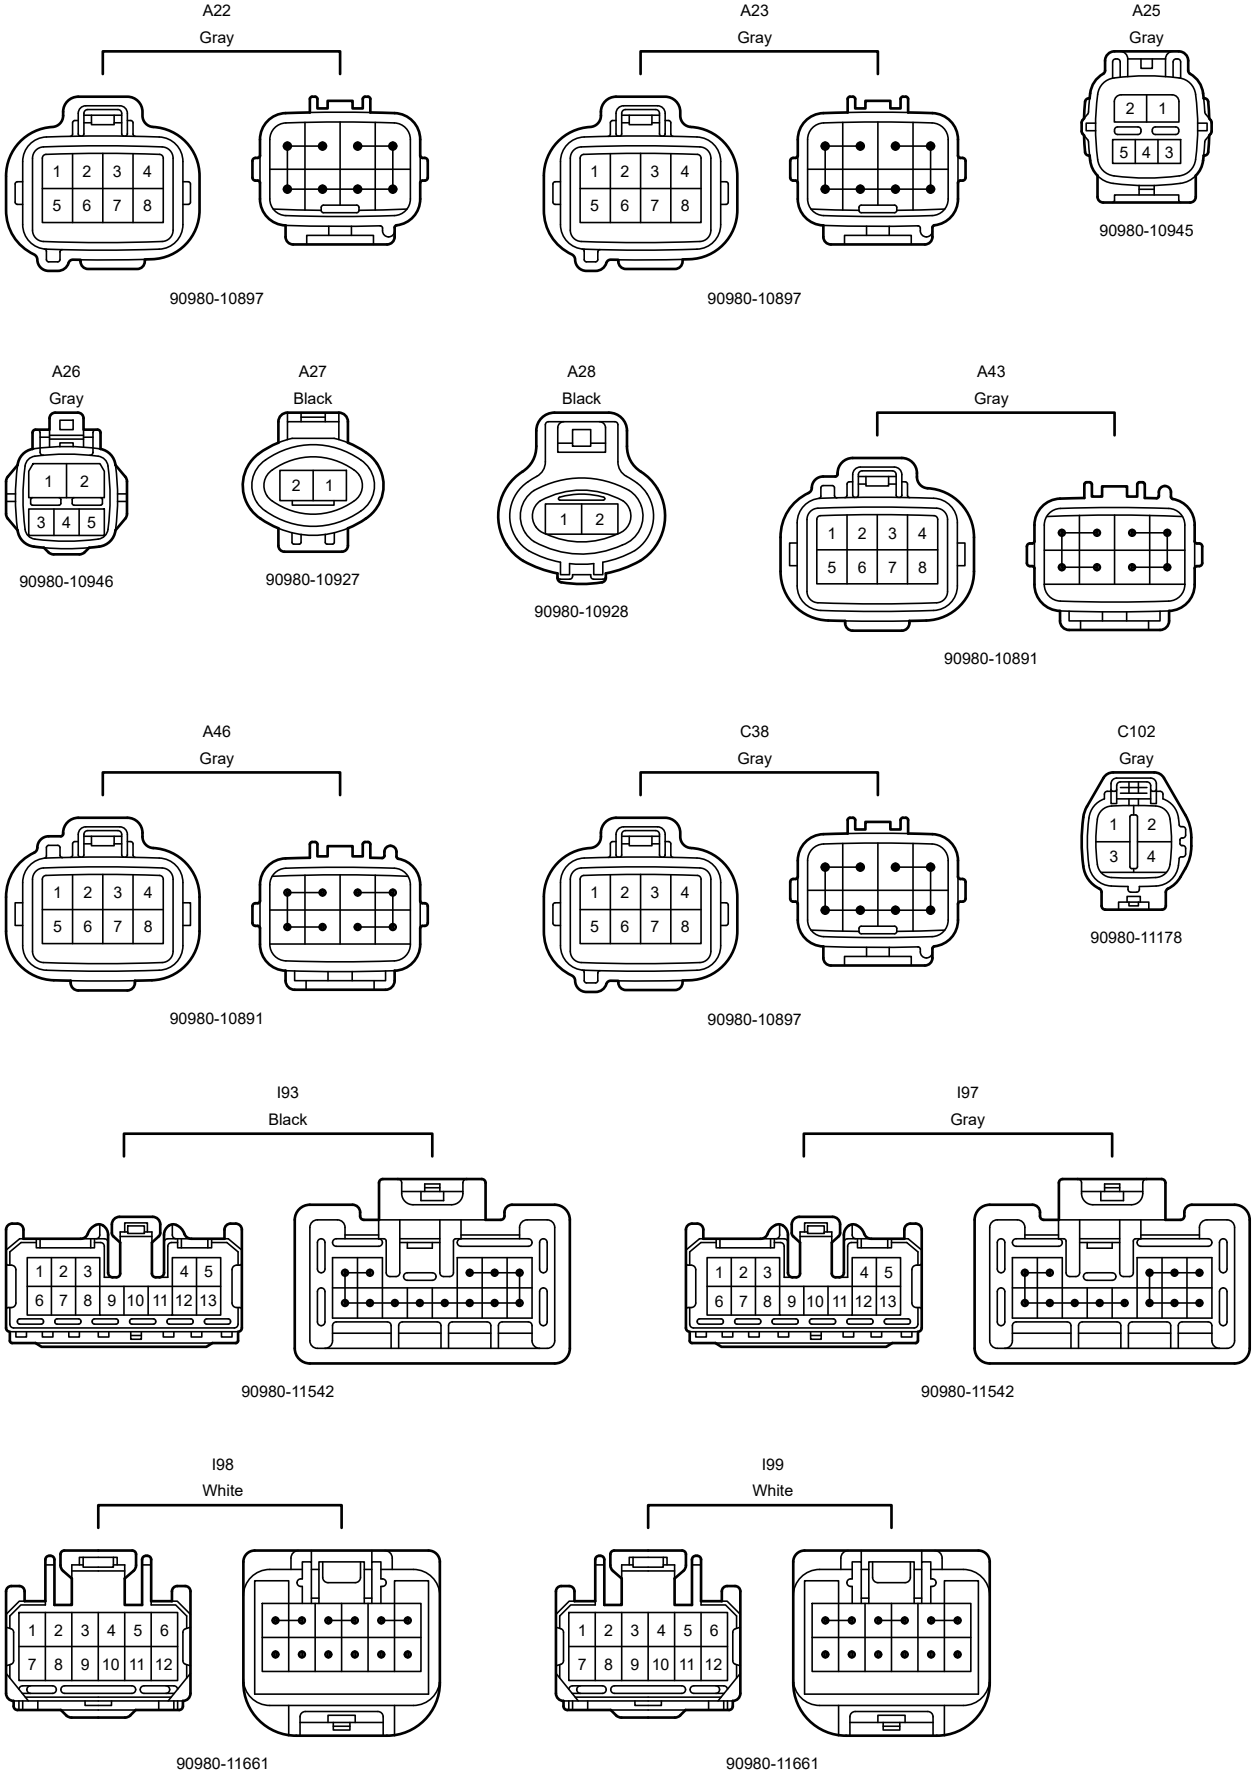 A22
Gray
1 2 3 4
5 6 7 8
90980-10897
A23
Gray
1 2 3 4
5 6 7 8
90980-10897
A25
Gray
2 1
5 4 3
90980-10945
A26
Gray
1 2
3 4 5
90980-10946
A27
Black
2 1
90980-10927
A28
Black
1 2
90980-10928
A43
Gray
1 2 3 4
5 6 7 8
90980-10891
A46
Gray
1 2 3 4
5 6 7 8
90980-10891
C38
Gray
1 2 3 4
5 6 7 8
90980-10897
C102
Gray
1 2
3 4
90980-11178
I93
Black
1 2 3 4 5
6 7 8 9 10 11 12 13
90980-11542
I97
Gray
1 2 3 4 5
6 7 8 9 10 11 12 13
90980-11542
I98
White
1 2 3 4 5 6
7 8 9 10 11 12
90980-11661
I99
White
1 2 3 4 5 6
7 8 9 10 11 12
90980-11661